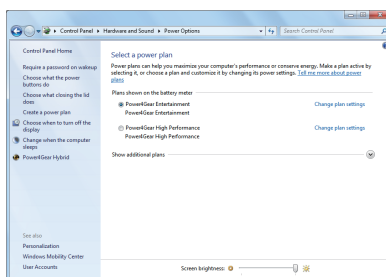 Control Panel ▸ Hardware and Sound ▸ Power Options
Search Control Panel
Control Panel Home
Require a password on wakeup
Choose what the power
buttons do
Choose what closing the lid
does
Create a power plan
Choose when to turn off the
display
Change when the computer
sleeps
Power4Gear Hybrid
See also
Personalization
Windows Mobility Center
User Accounts
Select a power plan
Power plans can help you maximize your computer's performance or conserve energy. Make a plan active by
selecting it, or choose a plan and customize it by changing its power settings. Tell me more about power
plans
Plans shown on the battery meter
Power4Gear Entertainment
Change plan settings
Power4Gear Entertainment
Power4Gear High Performance
Change plan settings
Power4Gear High Performance
Show additional plans
Screen brightness: